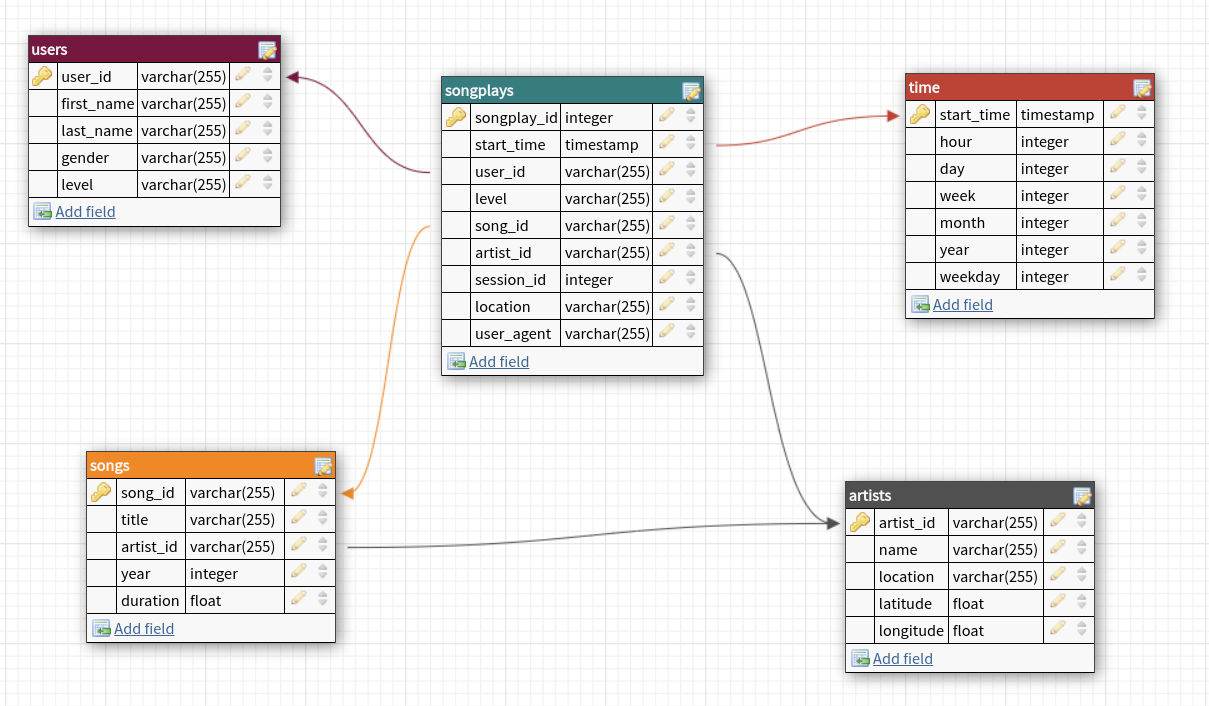 users
user_id varchar(255)
first_name varchar(255)
last_name varchar(255)
gender varchar(255)
level varchar(255)
Add field
songplays
songplay_id integer
start_time timestamp
user_id varchar(255)
level varchar(255)
song_id varchar(255)
artist_id varchar(255)
session_id integer
location varchar(255)
user_agent varchar(255)
Add field
time
start_time timestamp
hour integer
day integer
week integer
month integer
year integer
weekday integer
Add field
songs
song_id varchar(255)
title varchar(255)
artist_id varchar(255)
year integer
duration float
Add field
artists
artist_id varchar(255)
name varchar(255)
location varchar(255)
latitude float
longitude float
Add field